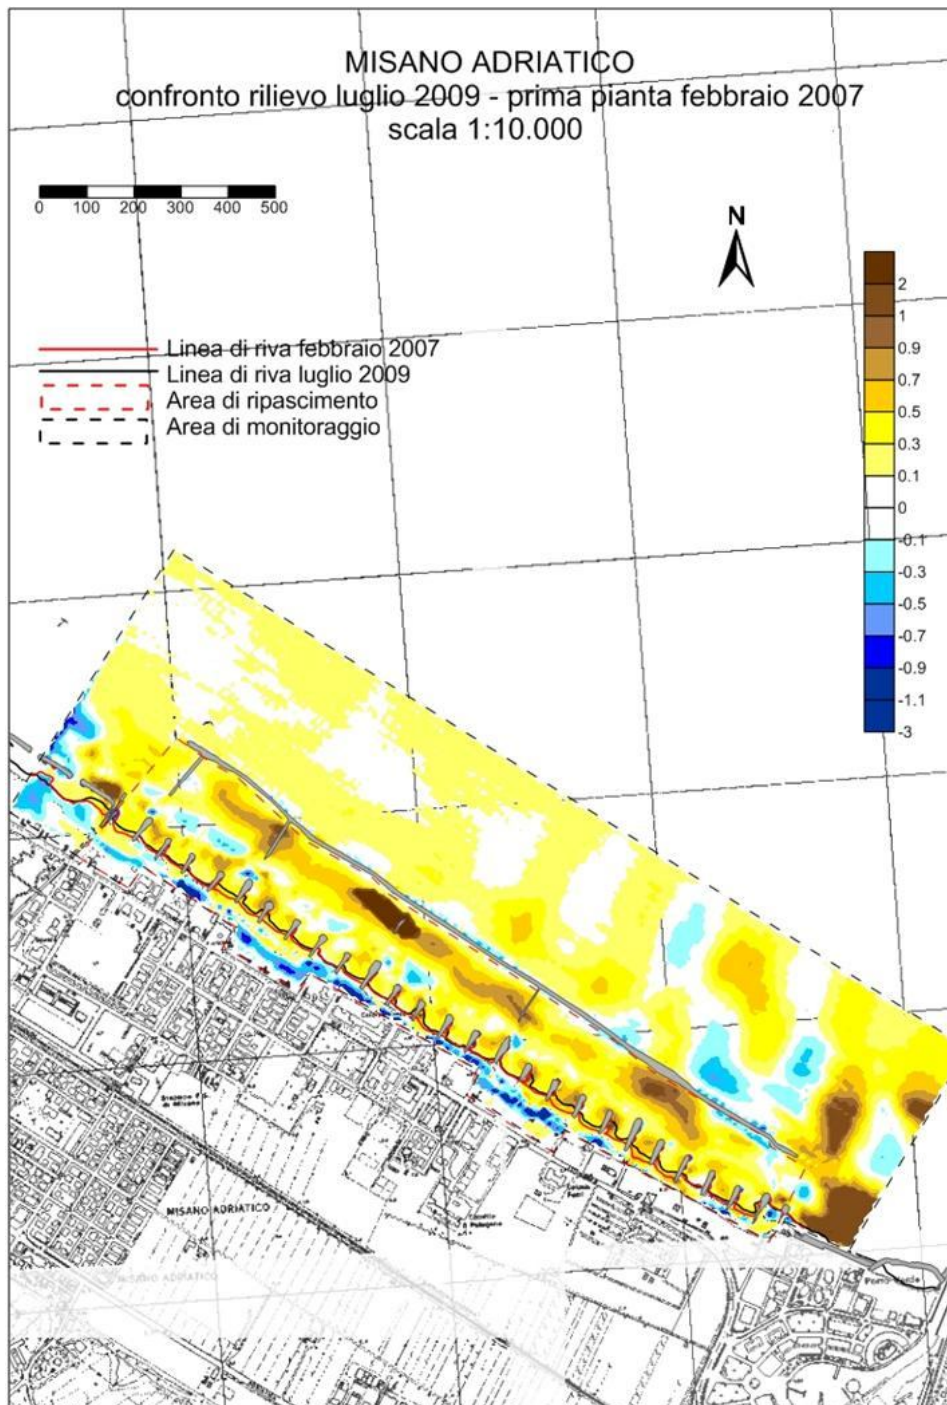 MISANO ADRIATICO
confronto rilievo luglio 2009 - prima pianta febbraio 2007
scala 1:10.000
0 100 200 300 400 500
N
2
1
0.9
0.7
0.5
0.3
0.1
0
-0.1
-0.3
-0.5
-0.7
-0.9
-1.1
-3
Linea di riva febbraio 2007
Linea di riva luglio 2009
Area di ripascimento
Area di monitoraggio
MISANO ADRIATICO
MISANO ADRIATICO